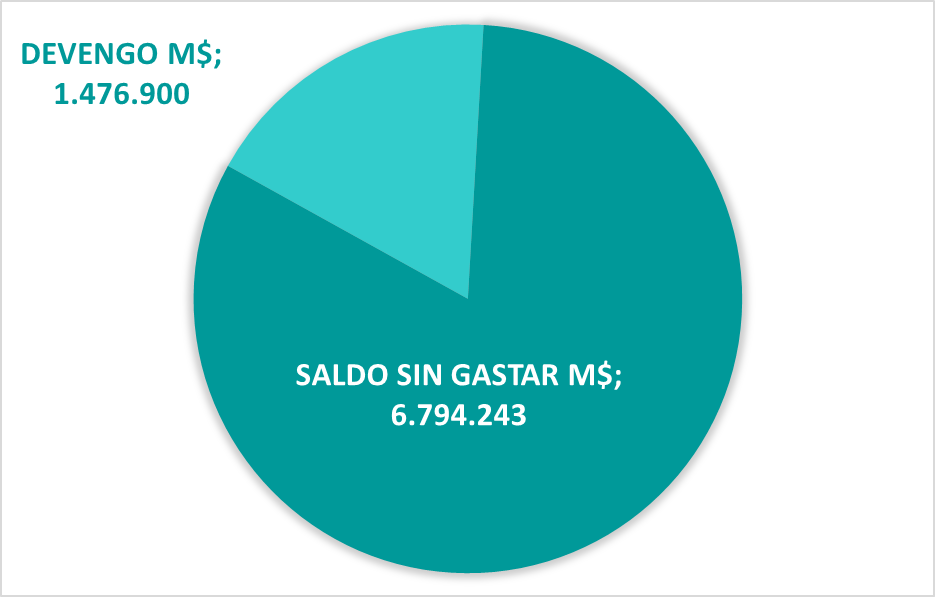 DEVENGO M$;
1.476.900
SALDO SIN GASTAR M$;
6.794.243